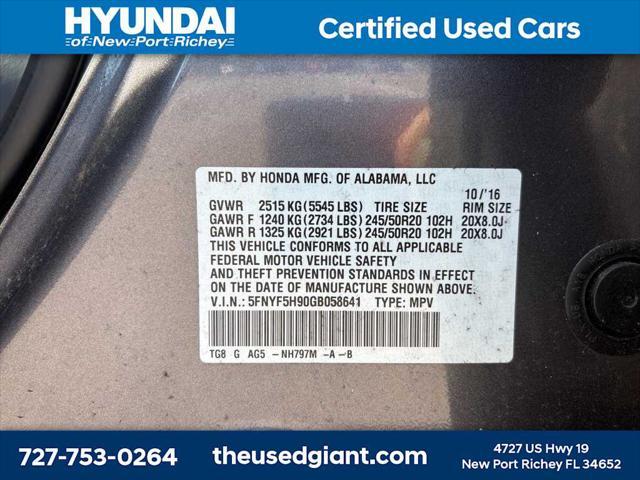 HYUNDAI
of New Port Richey
Certified Used Cars
MFD. BY HONDA MFG. OF ALABAMA, LLC
10/'16
GVWR 2515 KG (5545 LBS) TIRE SIZE RIM SIZE
GAWR F 1240 KG (2734 LBS) 245/50R20 102H 20X8.0J
GAWR R 1325 KG (2921 LBS) 245/50R20 102H 20X8.0J
THIS VEHICLE CONFORMS TO ALL APPLICABLE
FEDERAL MOTOR VEHICLE SAFETY
AND THEFT PREVENTION STANDARDS IN EFFECT
ON THE DATE OF MANUFACTURE SHOWN ABOVE.
V.I.N.: 5FNYF5H90GB058641 TYPE: MPV
TG8 G AG5 -NH797M -A -B
727-753-0264
theusedgiant.com
4727 US Hwy 19
New Port Richey FL 34652